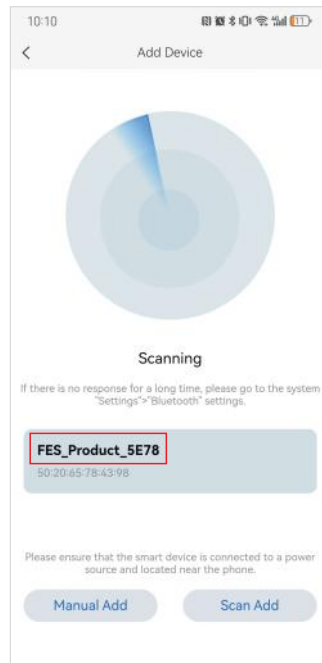 10:10
11
Add Device
Scanning
If there is no response for a long time, please go to the system
"Settings">"Bluetooth" settings.
FES_Product_5E78
50:20:65:78:43:98
Please ensure that the smart device is connected to a power
source and located near the phone.
Manual Add
Scan Add